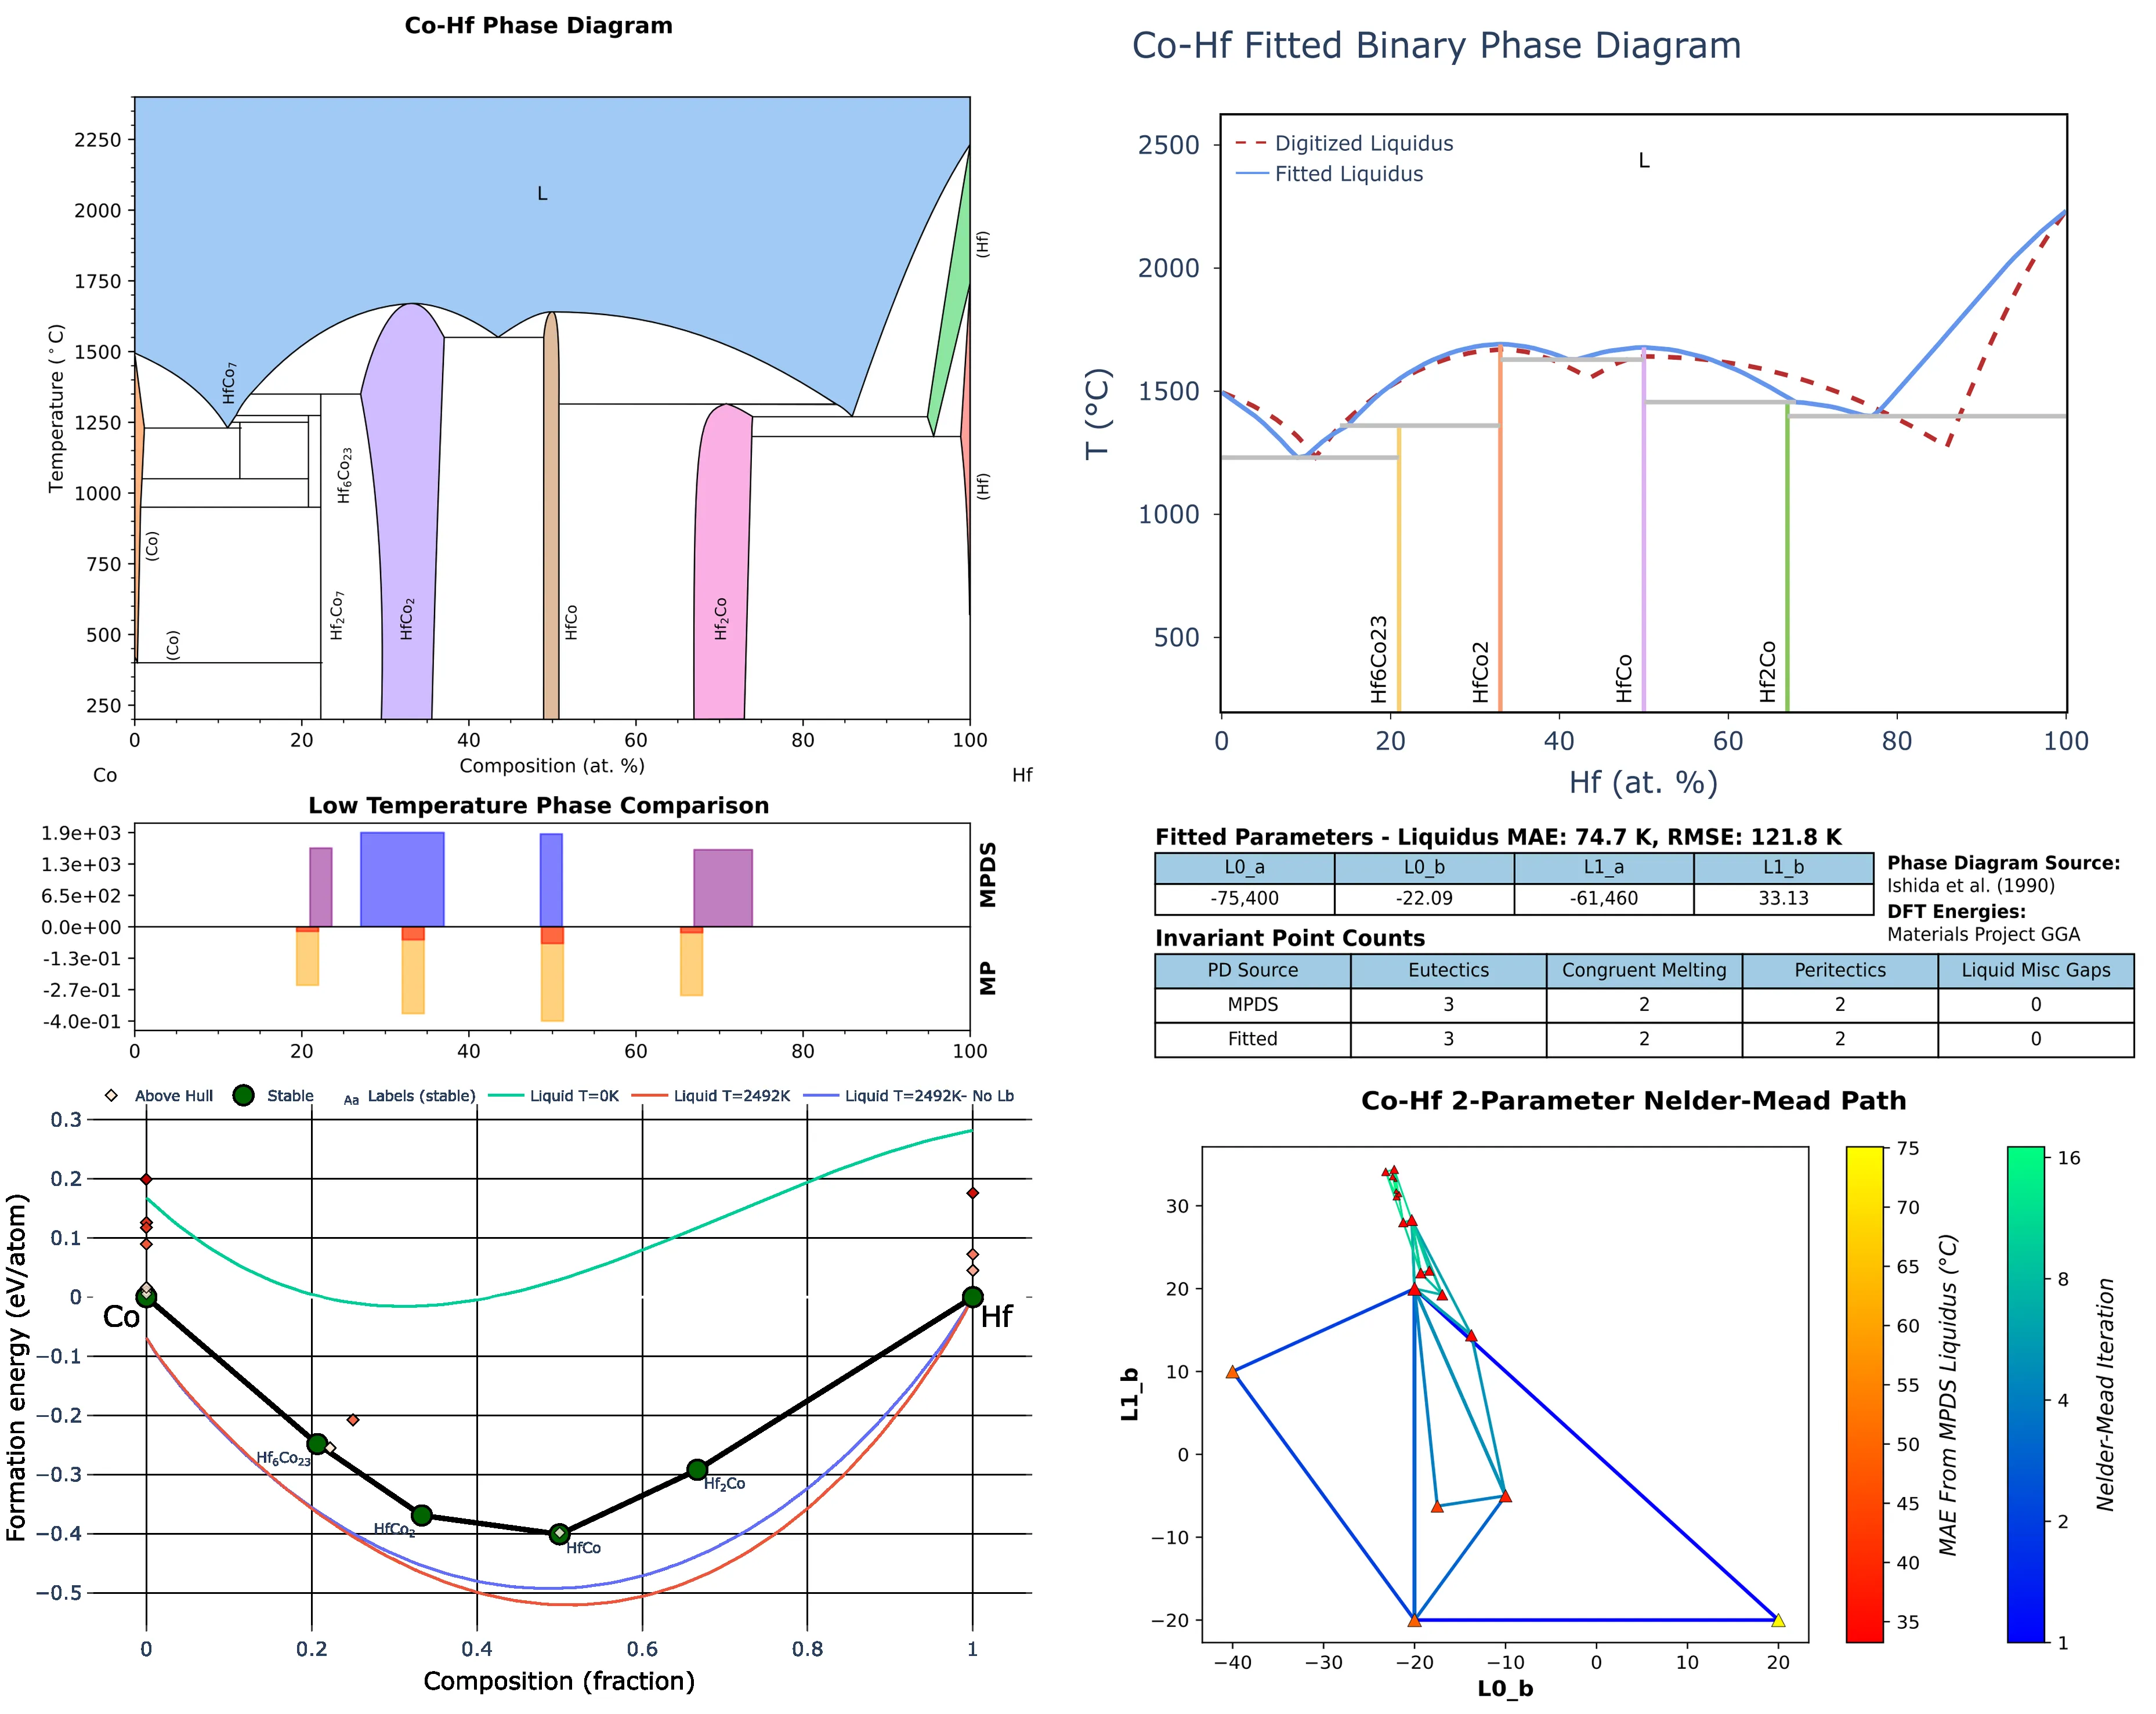 Co-Hf Phase Diagram
Temperature (°C)
2250
2000
1750
1500
1250
1000
750
500
250
L
HfCo7
Hf6Co23
(Co)
(Co)
Hf2Co7
HfCo2
HfCo
Hf2Co
(Hf)
(Hf)
0 20 40 60 80 100
Composition (at. %)
Co Hf
Co-Hf Fitted Binary Phase Diagram
Digitized Liquidus
Fitted Liquidus
L
T (°C)
2500
2000
1500
1000
500
Hf6Co23
HfCo2
HfCo
Hf2Co
0 20 40 60 80 100
Hf (at. %)
Low Temperature Phase Comparison
1.9e+03
1.3e+03
6.5e+02
0.0e+00
-1.3e-01
-2.7e-01
-4.0e-01
MPDS
MP
0 20 40 60 80 100
Fitted Parameters - Liquidus MAE: 74.7 K, RMSE: 121.8 K
L0_a L0_b L1_a L1_b
-75,400 -22.09 -61,460 33.13
Phase Diagram Source:
Ishida et al. (1990)
DFT Energies:
Materials Project GGA
Invariant Point Counts
PD Source Eutectics Congruent Melting Peritectics Liquid Misc Gaps
MPDS 3 2 2 0
Fitted 3 2 2 0
Above Hull Stable Aa Labels (stable) Liquid T=0K Liquid T=2492K Liquid T=2492K- No Lb
Formation energy (eV/atom)
0.3
0.2
0.1
0
−0.1
−0.2
−0.3
−0.4
−0.5
Co
Hf
Hf6Co23
HfCo2
HfCo
Hf2Co
0 0.2 0.4 0.6 0.8 1
Composition (fraction)
Co-Hf 2-Parameter Nelder-Mead Path
L1_b
30
20
10
0
−10
−20
−40 −30 −20 −10 0 10 20
L0_b
75
70
65
60
55
50
45
40
35
MAE From MPDS Liquidus (°C)
16
8
4
2
1
Nelder-Mead Iteration